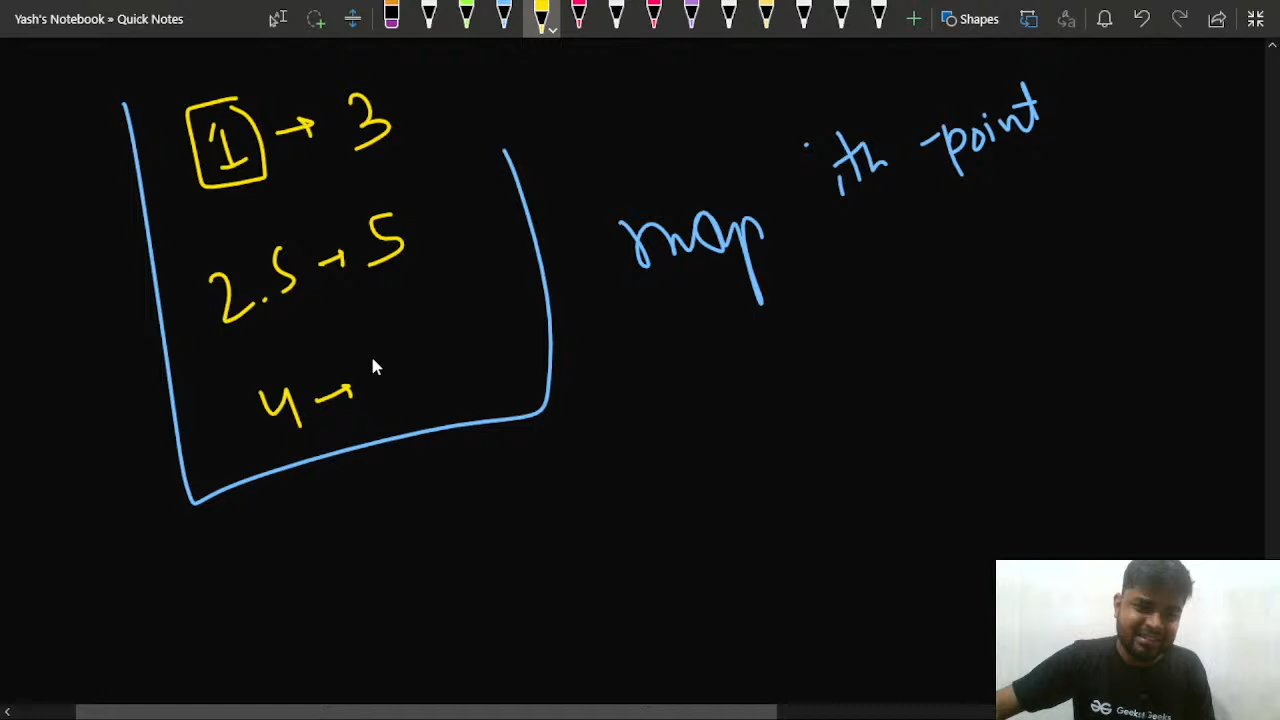 Yash's Notebook » Quick Notes
Shapes
1 → 3
2.5 → 5
4 →
map
ith - point